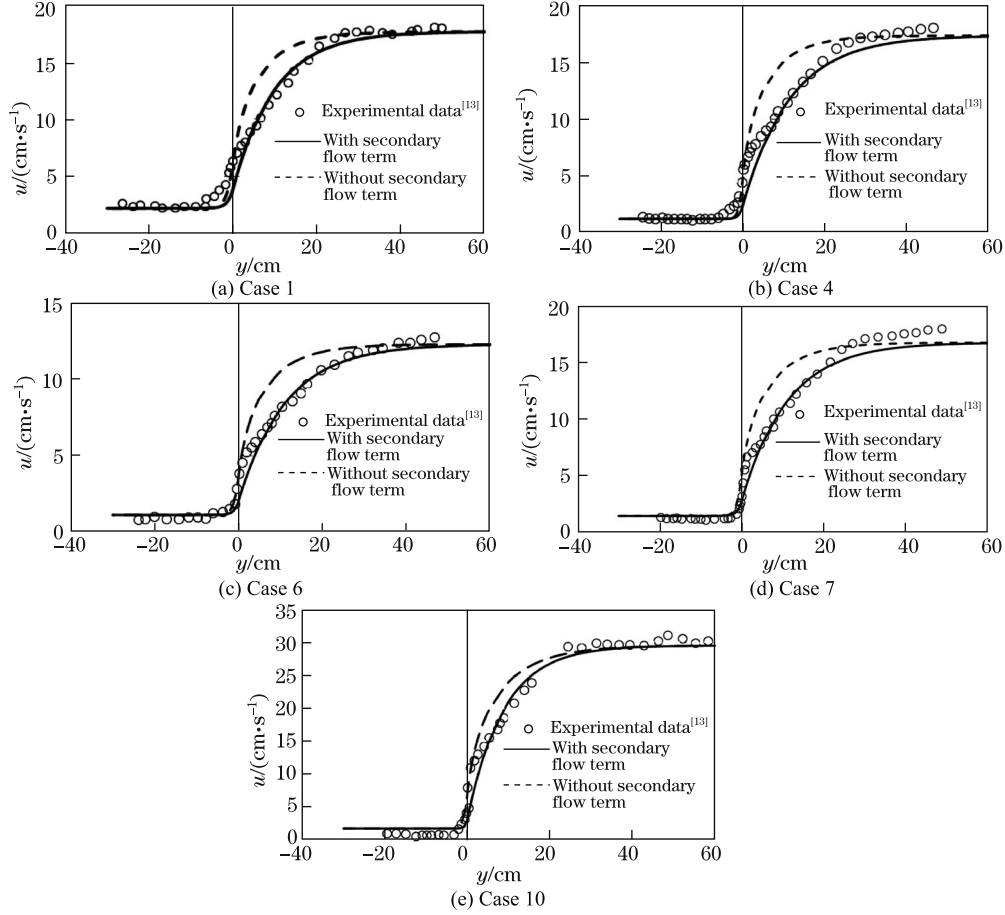 20
15
10
5
0
u/(cm•s⁻¹)
Experimental data[13]
With secondary
flow term
Without secondary
flow term
−40
−20
0
20
40
60
y/cm
(a) Case 1
20
15
10
5
0
u/(cm•s⁻¹)
Experimental data[13]
With secondary
flow term
Without secondary
flow term
−40
−20
0
20
40
60
y/cm
(b) Case 4
15
10
5
0
u/(cm•s⁻¹)
Experimental data[13]
With secondary
flow term
Without secondary
flow term
−40
−20
0
20
40
60
y/cm
(c) Case 6
20
15
10
5
0
u/(cm•s⁻¹)
Experimental data[13]
With secondary
flow term
Without secondary
flow term
−40
−20
0
20
40
60
y/cm
(d) Case 7
35
30
25
20
15
10
5
0
u/(cm•s⁻¹)
Experimental data[13]
With secondary
flow term
Without secondary
flow term
−40
−20
0
20
40
60
y/cm
(e) Case 10